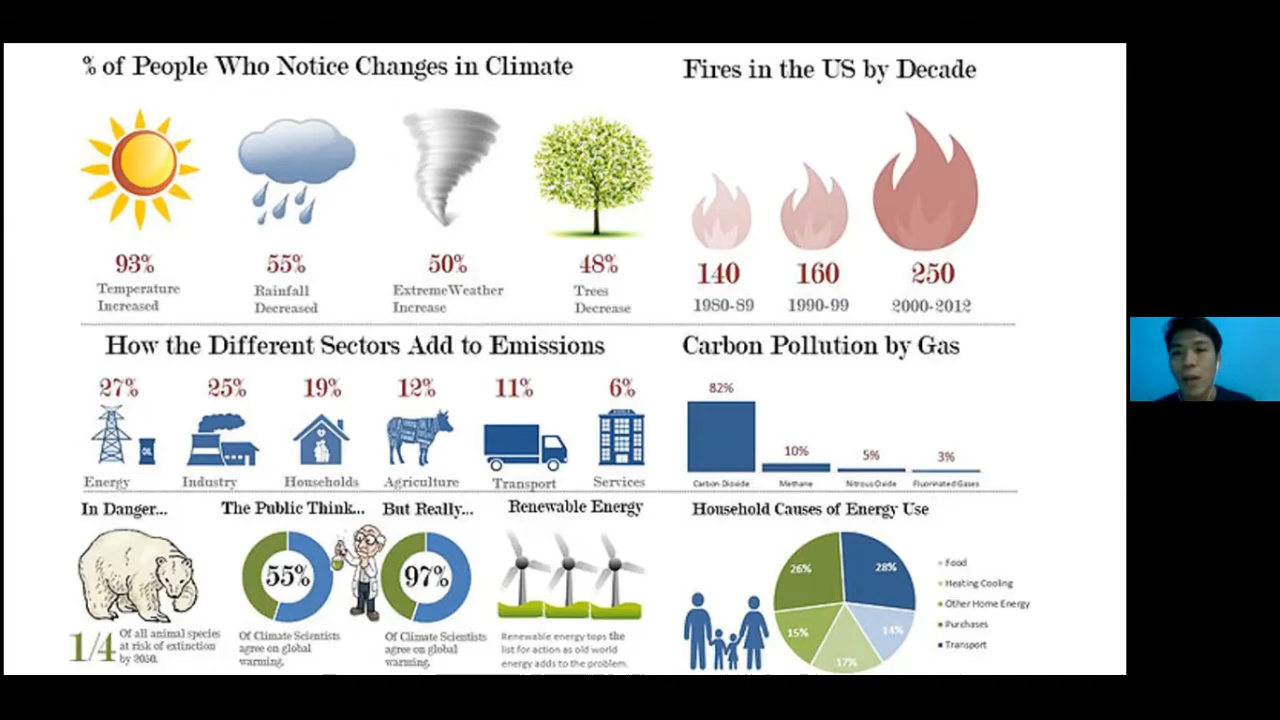 % of People Who Notice Changes in Climate
93%
Temperature
Increased
55%
Rainfall
Decreased
50%
ExtremeWeather
Increase
48%
Trees
Decrease
Fires in the US by Decade
140
1980-89
160
1990-99
250
2000-2012
How the Different Sectors Add to Emissions
27%
Energy
OIL
25%
Industry
19%
Households
12%
Agriculture
11%
Transport
6%
Services
Carbon Pollution by Gas
82%
Carbon Dioxide
10%
Methane
5%
Nitrous Oxide
3%
Fluorinated Gases
In Danger...
1/4
Of all animal species
at risk of extinction
by 2050.
The Public Think...
55%
Of Climate Scientists
agree on global
warming.
But Really...
97%
Of Climate Scientists
agree on global
warming.
Renewable Energy
Renewable energy tops the
list for action as old world
energy adds to the problem.
Household Causes of Energy Use
26%
28%
15%
14%
17%
Food
Heating Cooling
Other Home Energy
Purchases
Transport